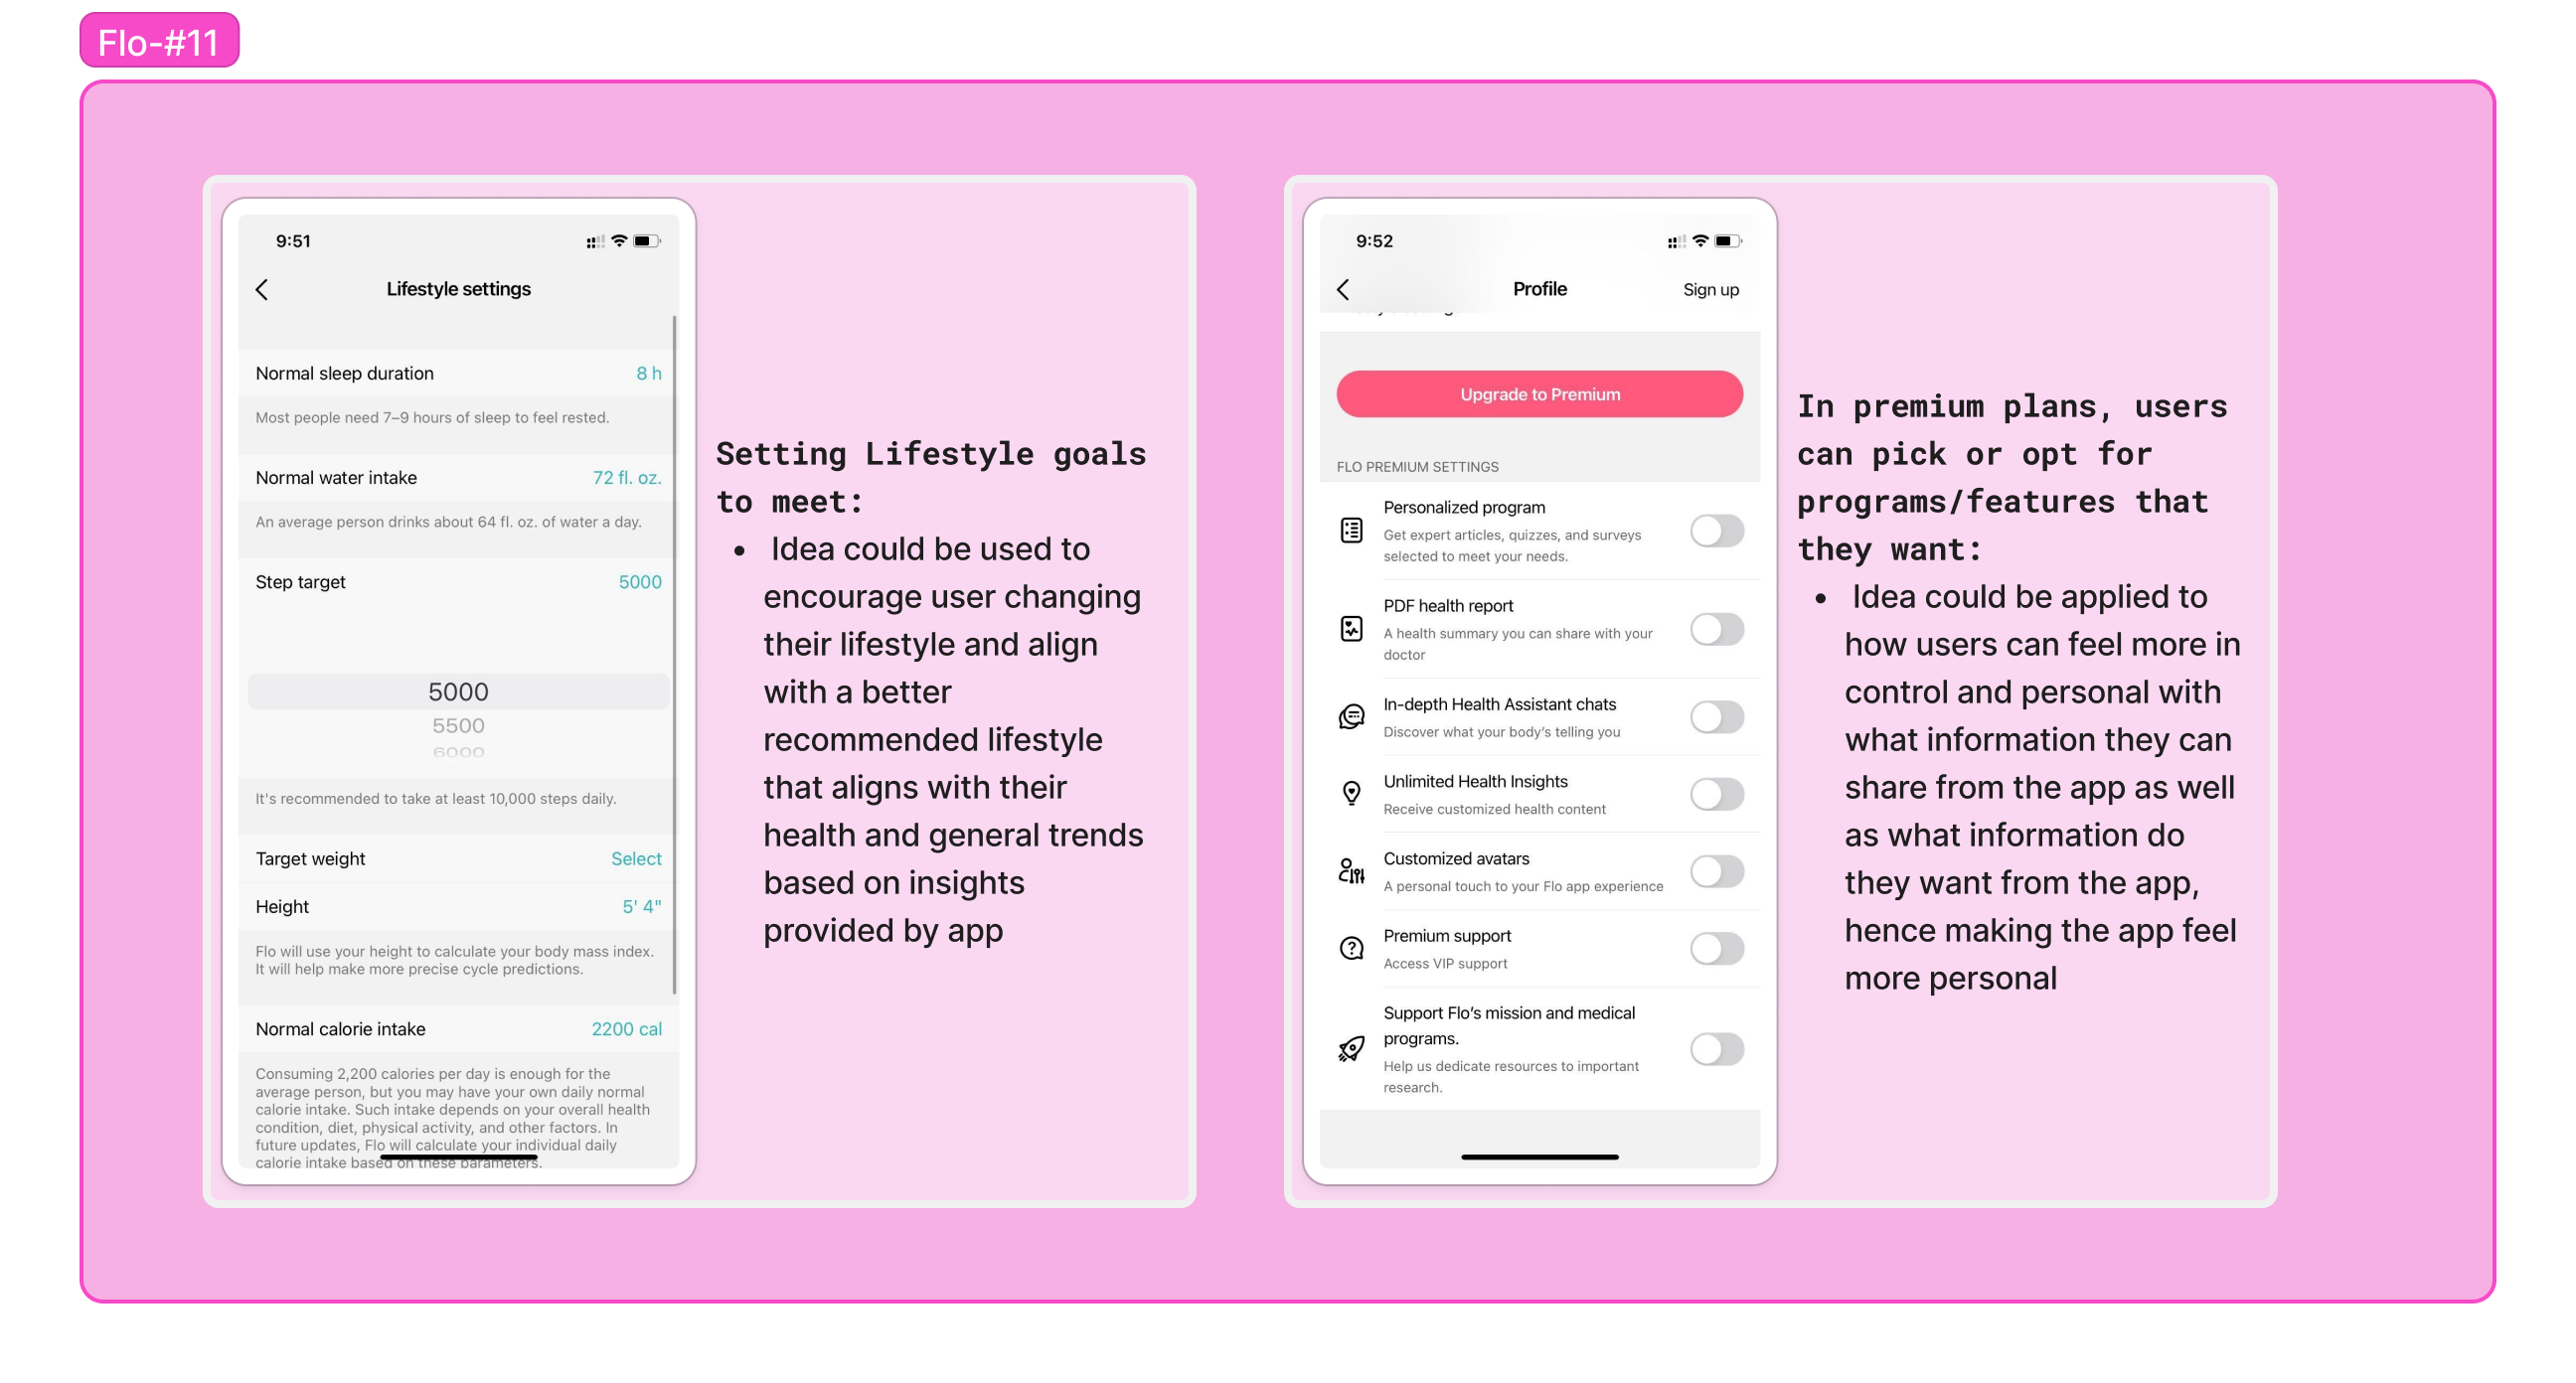 Flo-#11
9:51
Lifestyle settings
Normal sleep duration 8 h
Most people need 7–9 hours of sleep to feel rested.
Normal water intake 72 fl. oz.
An average person drinks about 64 fl. oz. of water a day.
Step target 5000
5000
5500
6000
It's recommended to take at least 10,000 steps daily.
Target weight Select
Height 5' 4"
Flo will use your height to calculate your body mass index.
It will help make more precise cycle predictions.
Normal calorie intake 2200 cal
Consuming 2,200 calories per day is enough for the
average person, but you may have your own daily normal
calorie intake. Such intake depends on your overall health
condition, diet, physical activity, and other factors. In
future updates, Flo will calculate your individual daily
calorie intake based on these parameters.
Setting Lifestyle goals
to meet:
• Idea could be used to
encourage user changing
their lifestyle and align
with a better
recommended lifestyle
that aligns with their
health and general trends
based on insights
provided by app
9:52
Profile Sign up
Upgrade to Premium
FLO PREMIUM SETTINGS
Personalized program
Get expert articles, quizzes, and surveys
selected to meet your needs.
PDF health report
A health summary you can share with your
doctor
In-depth Health Assistant chats
Discover what your body’s telling you
Unlimited Health Insights
Receive customized health content
Customized avatars
A personal touch to your Flo app experience
Premium support
Access VIP support
Support Flo’s mission and medical
programs.
Help us dedicate resources to important
research.
In premium plans, users
can pick or opt for
programs/features that
they want:
• Idea could be applied to
how users can feel more in
control and personal with
what information they can
share from the app as well
as what information do
they want from the app,
hence making the app feel
more personal